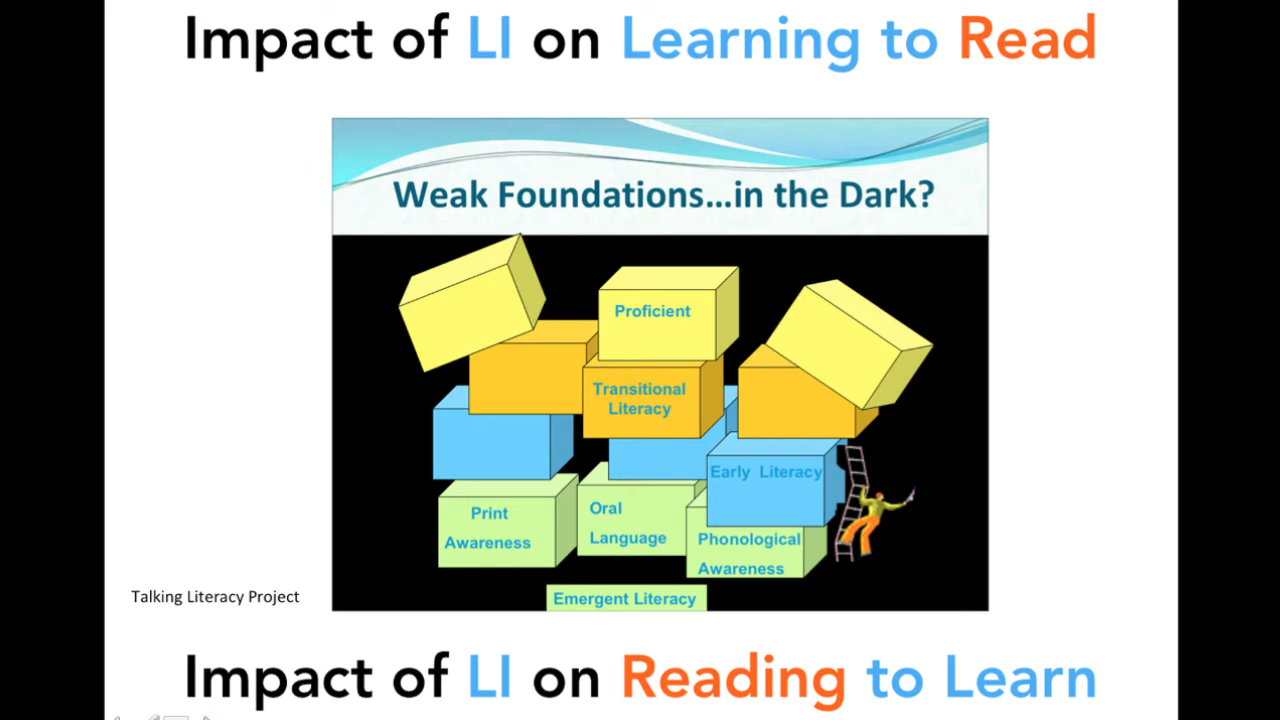 Impact of LI on Learning to Read
Weak Foundations...in the Dark?
Proficient
Transitional
Literacy
Early Literacy
Print
Awareness
Oral
Language
Phonological
Awareness
Emergent Literacy
Talking Literacy Project
Impact of LI on Reading to Learn